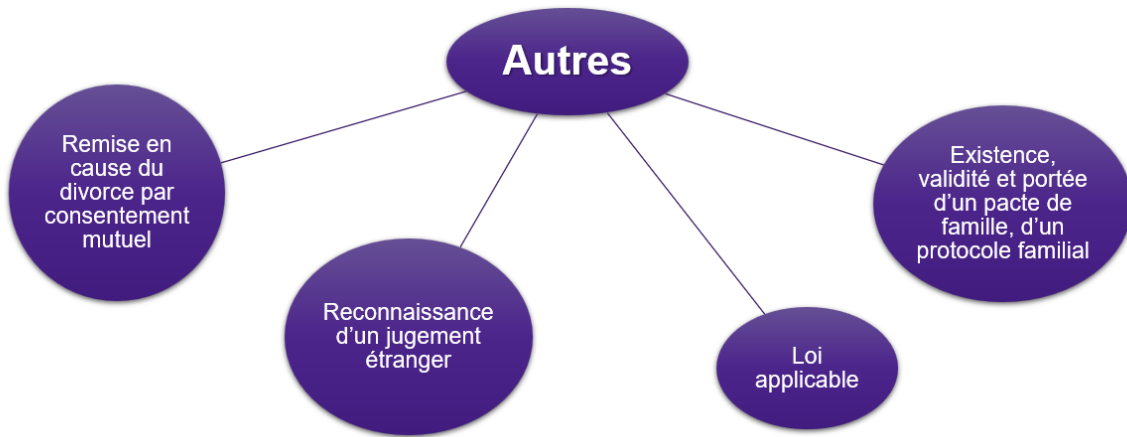 Autres
Remise en
cause du
divorce par
consentement
mutuel
Reconnaissance
d’un jugement
étranger
Loi
applicable
Existence,
validité et portée
d’un pacte de
famille, d’un
protocole familial